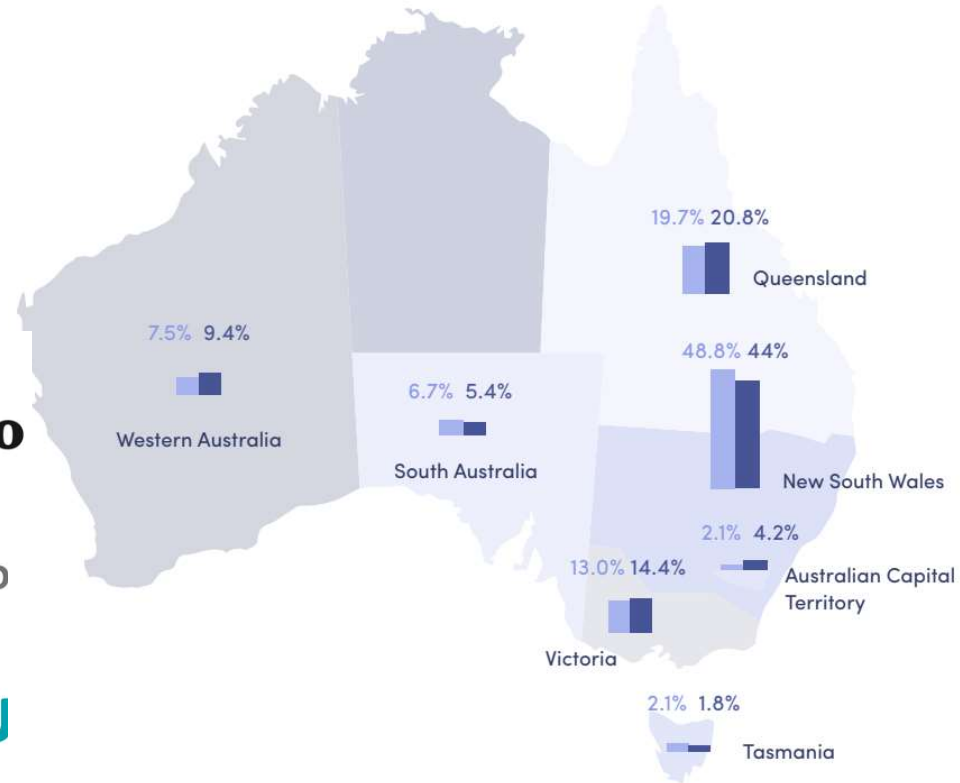 19.7% 20.8%
Queensland
7.5% 9.4%
48.8% 44%
6.7% 5.4%
Western Australia
South Australia
New South Wales
2.1% 4.2%
13.0% 14.4%
Australian Capital
Territory
Victoria
2.1% 1.8%
Tasmania